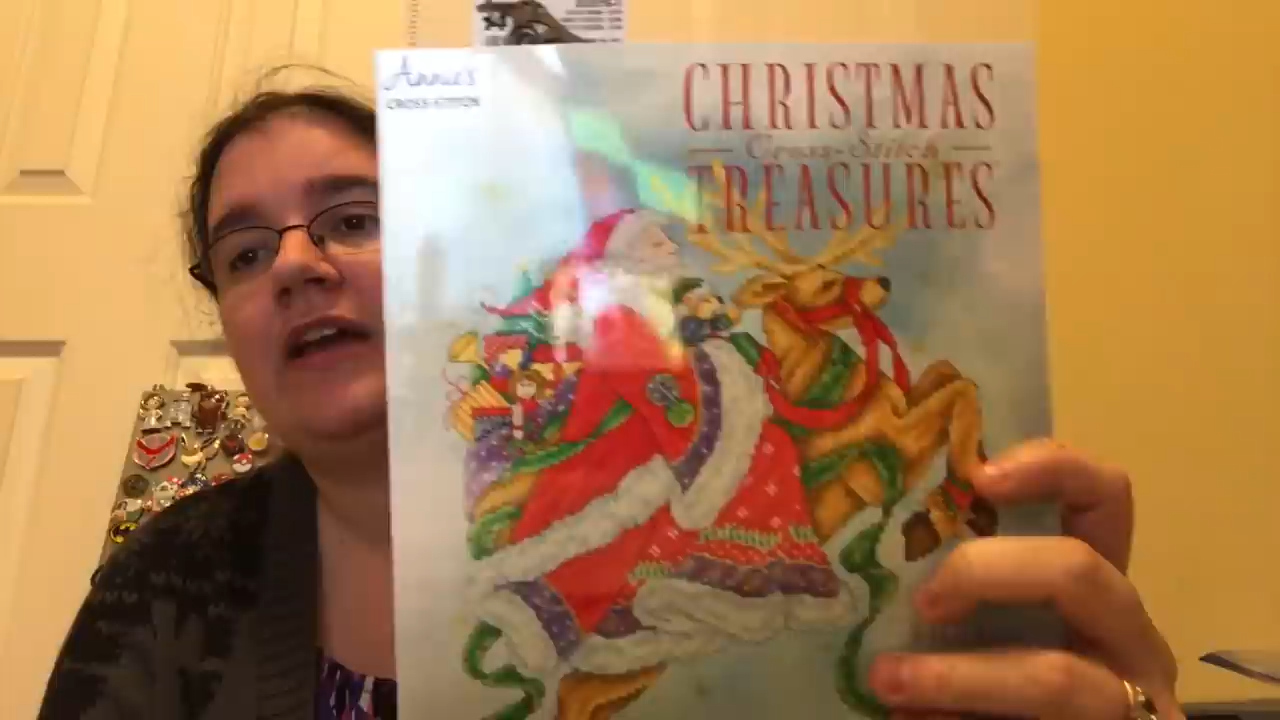 Annie's
CROSS-STITCH
CHRISTMAS
Cross-Stitch
TREASURES